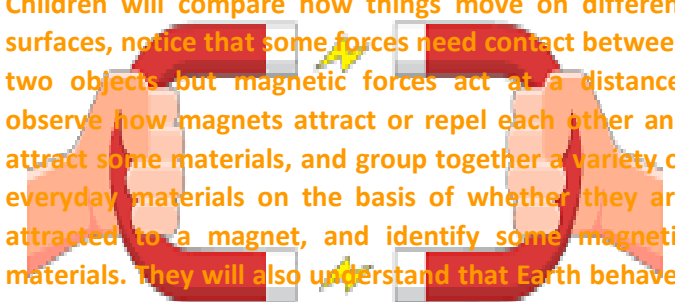 Children will compare how things move on differen
surfaces, notice that some forces need contact betwee
two objects but magnetic forces act at a distance
observe how magnets attract or repel each other an
attract some materials, and group together a variety o
everyday materials on the basis of whether they ar
attracted to a magnet, and identify some magneti
materials. They will also understand that Earth behave